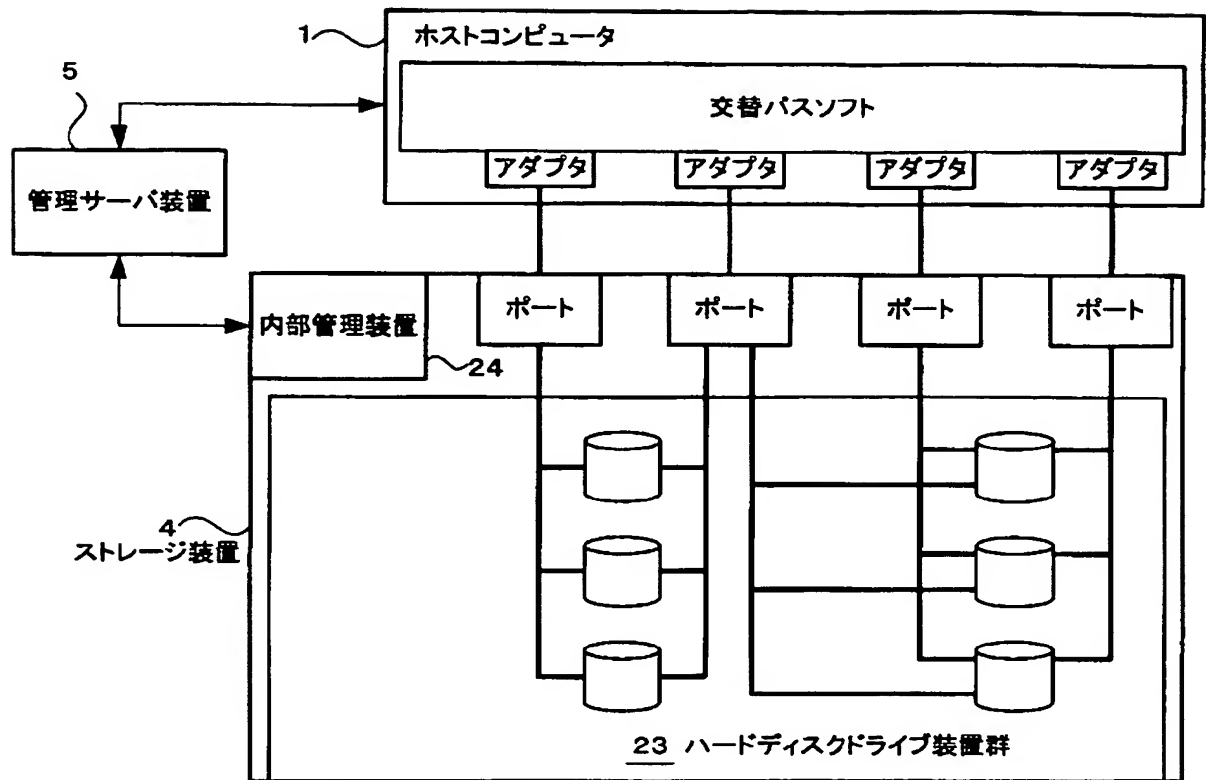 1
ホストコンピュータ
5
交替パスソフト
アダプタ アダプタ アダプタ アダプタ
管理サーバ装置
ポート ポート ポート ポート
内部管理装置
24
4
ストレージ装置
23 ハードディスクドライブ装置群